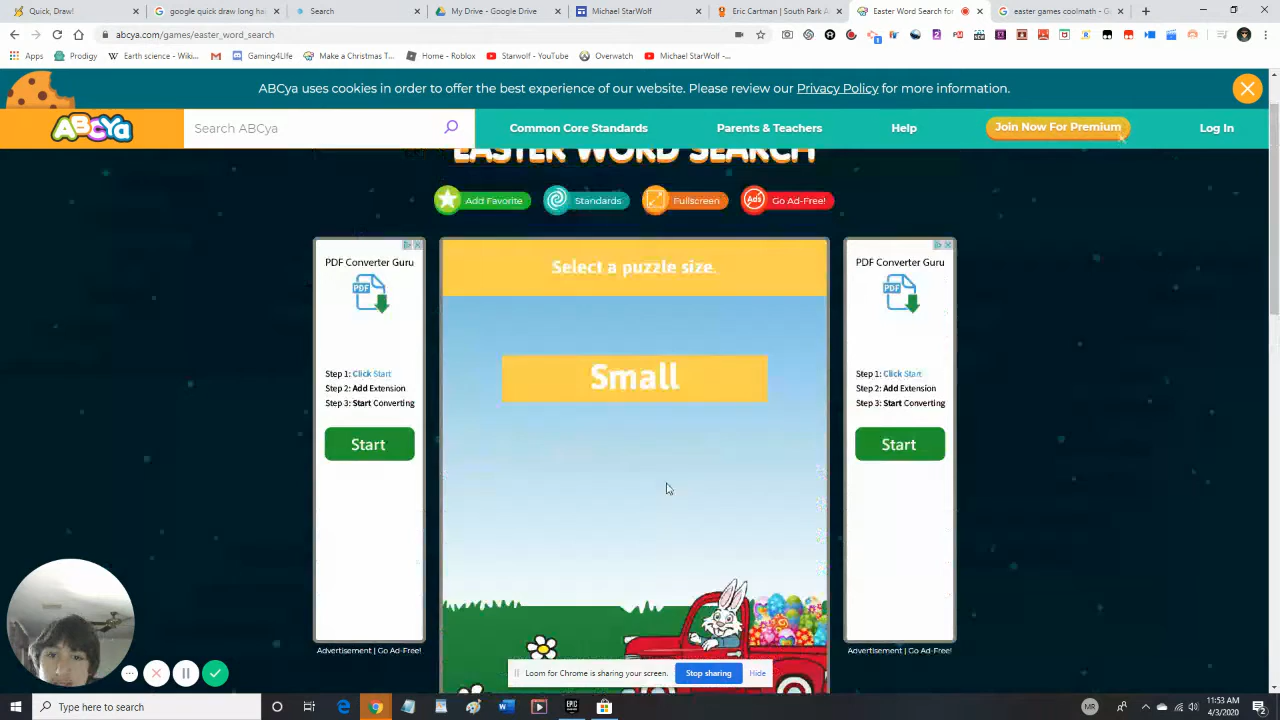 Quick, Draw!
google quick draw long ha
Search
My Drive - Google Drive
Michael StarWolf
Eric Cartman | South Park A
Easter Word Search fo
easter games coolmath - G
abcya.com/games/easter_word_search
Apps
Prodigy
Earth science - Wiki...
Gaming4Life
Make a Christmas T...
Home - Roblox
Starwolf - YouTube
Overwatch
Michael StarWolf -...
ABCya uses cookies in order to offer the best experience of our website. Please review our Privacy Policy for more information.
ABCya
Search ABCya
Common Core Standards
Parents & Teachers
Help
Join Now For Premium
Log In
EASTER WORD SEARCH
Add Favorite
Standards
Fullscreen
Ads
Go Ad-Free!
PDF Converter Guru
PDF
Step 1: Click Start
Step 2: Add Extension
Step 3: Start Converting
Start
Advertisement | Go Ad-Free!
Select a puzzle size.
Small
PDF Converter Guru
PDF
Step 1: Click Start
Step 2: Add Extension
Step 3: Start Converting
Start
Advertisement | Go Ad-Free!
Loom for Chrome is sharing your screen.
Stop sharing
Hide
Type here to search
EPIC
MR
11:53 AM
4/3/2020